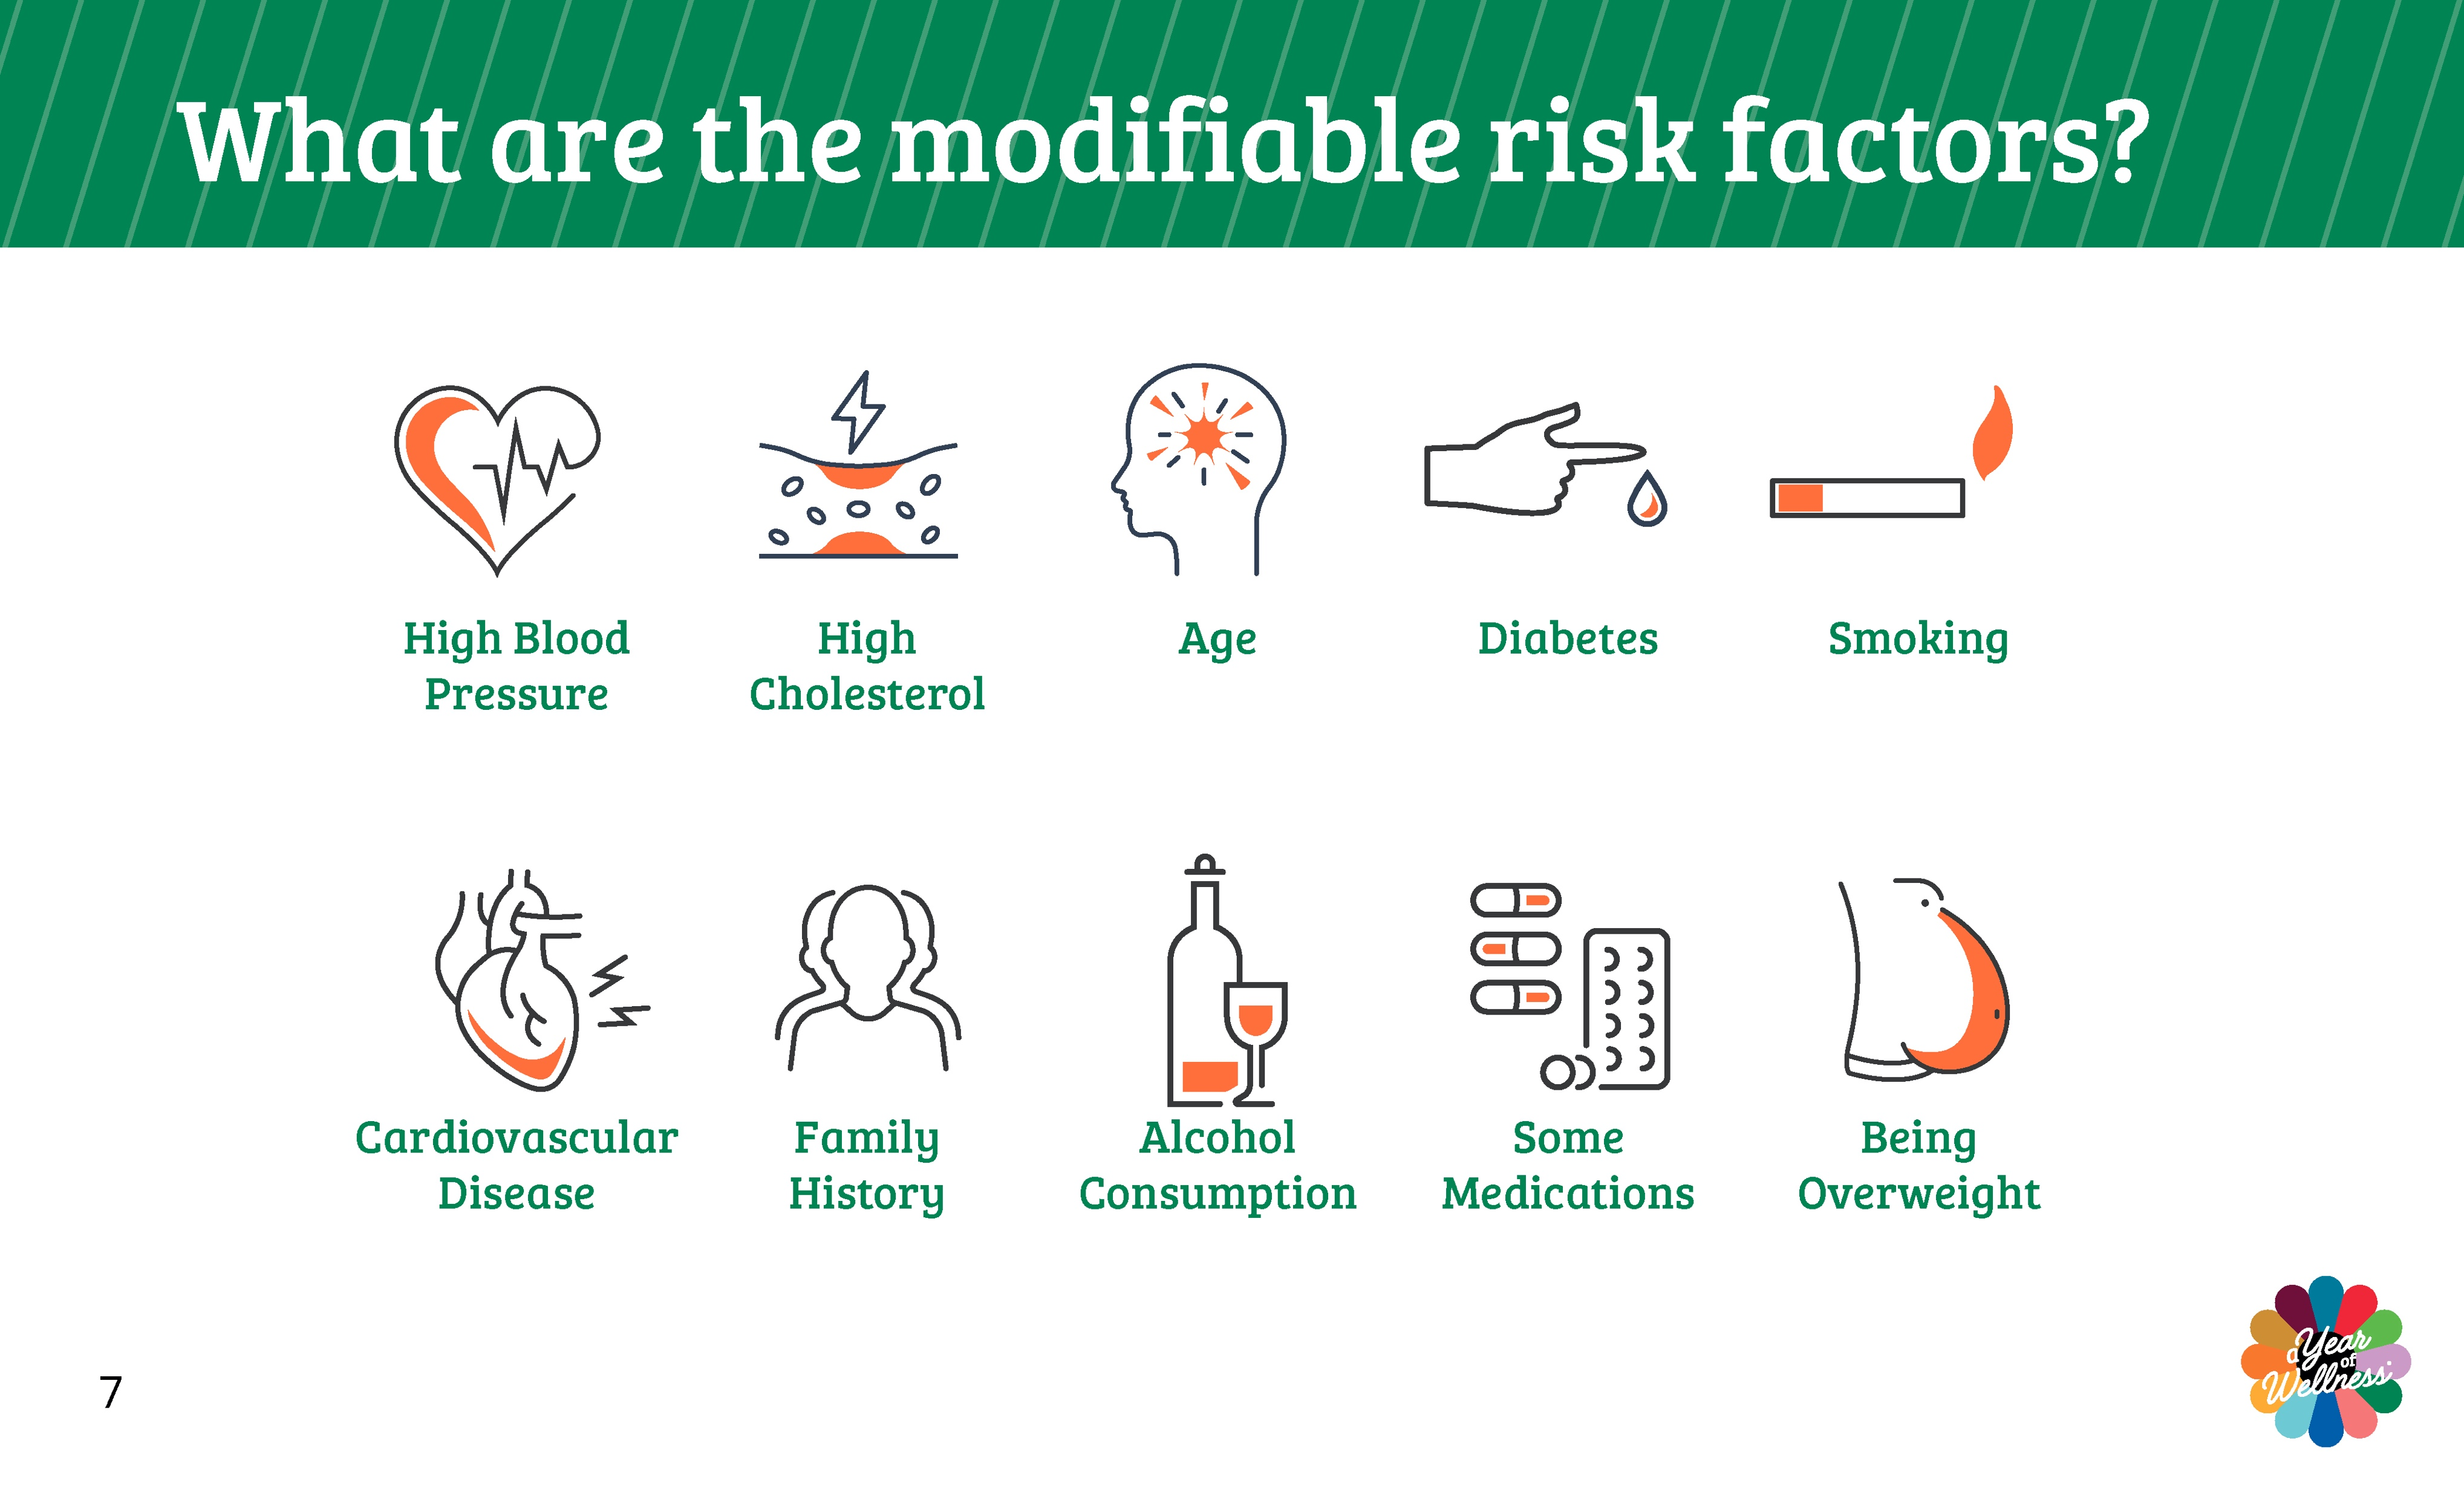 What are the modifiable risk factors?
High Blood
Pressure
High
Cholesterol
Age
Diabetes
Smoking
Cardiovascular
Disease
Family
History
Alcohol
Consumption
Some
Medications
Being
Overweight
7
a Year
of
Wellness